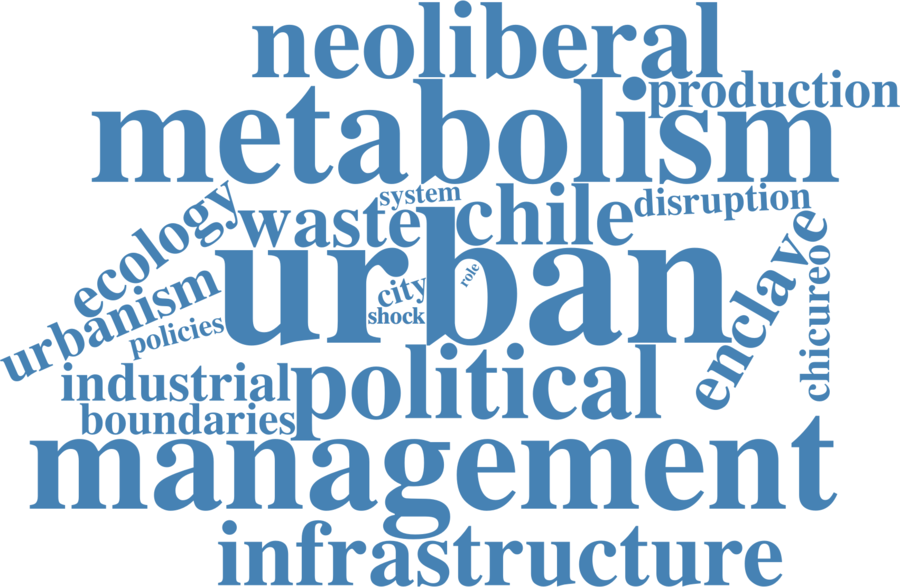 neoliberal
production
metabolism
system
ecology
waste
chile
disruption
urban
enclave
chicureo
city
role
shock
urbanism
policies
industrial
political
boundaries
management
infrastructure